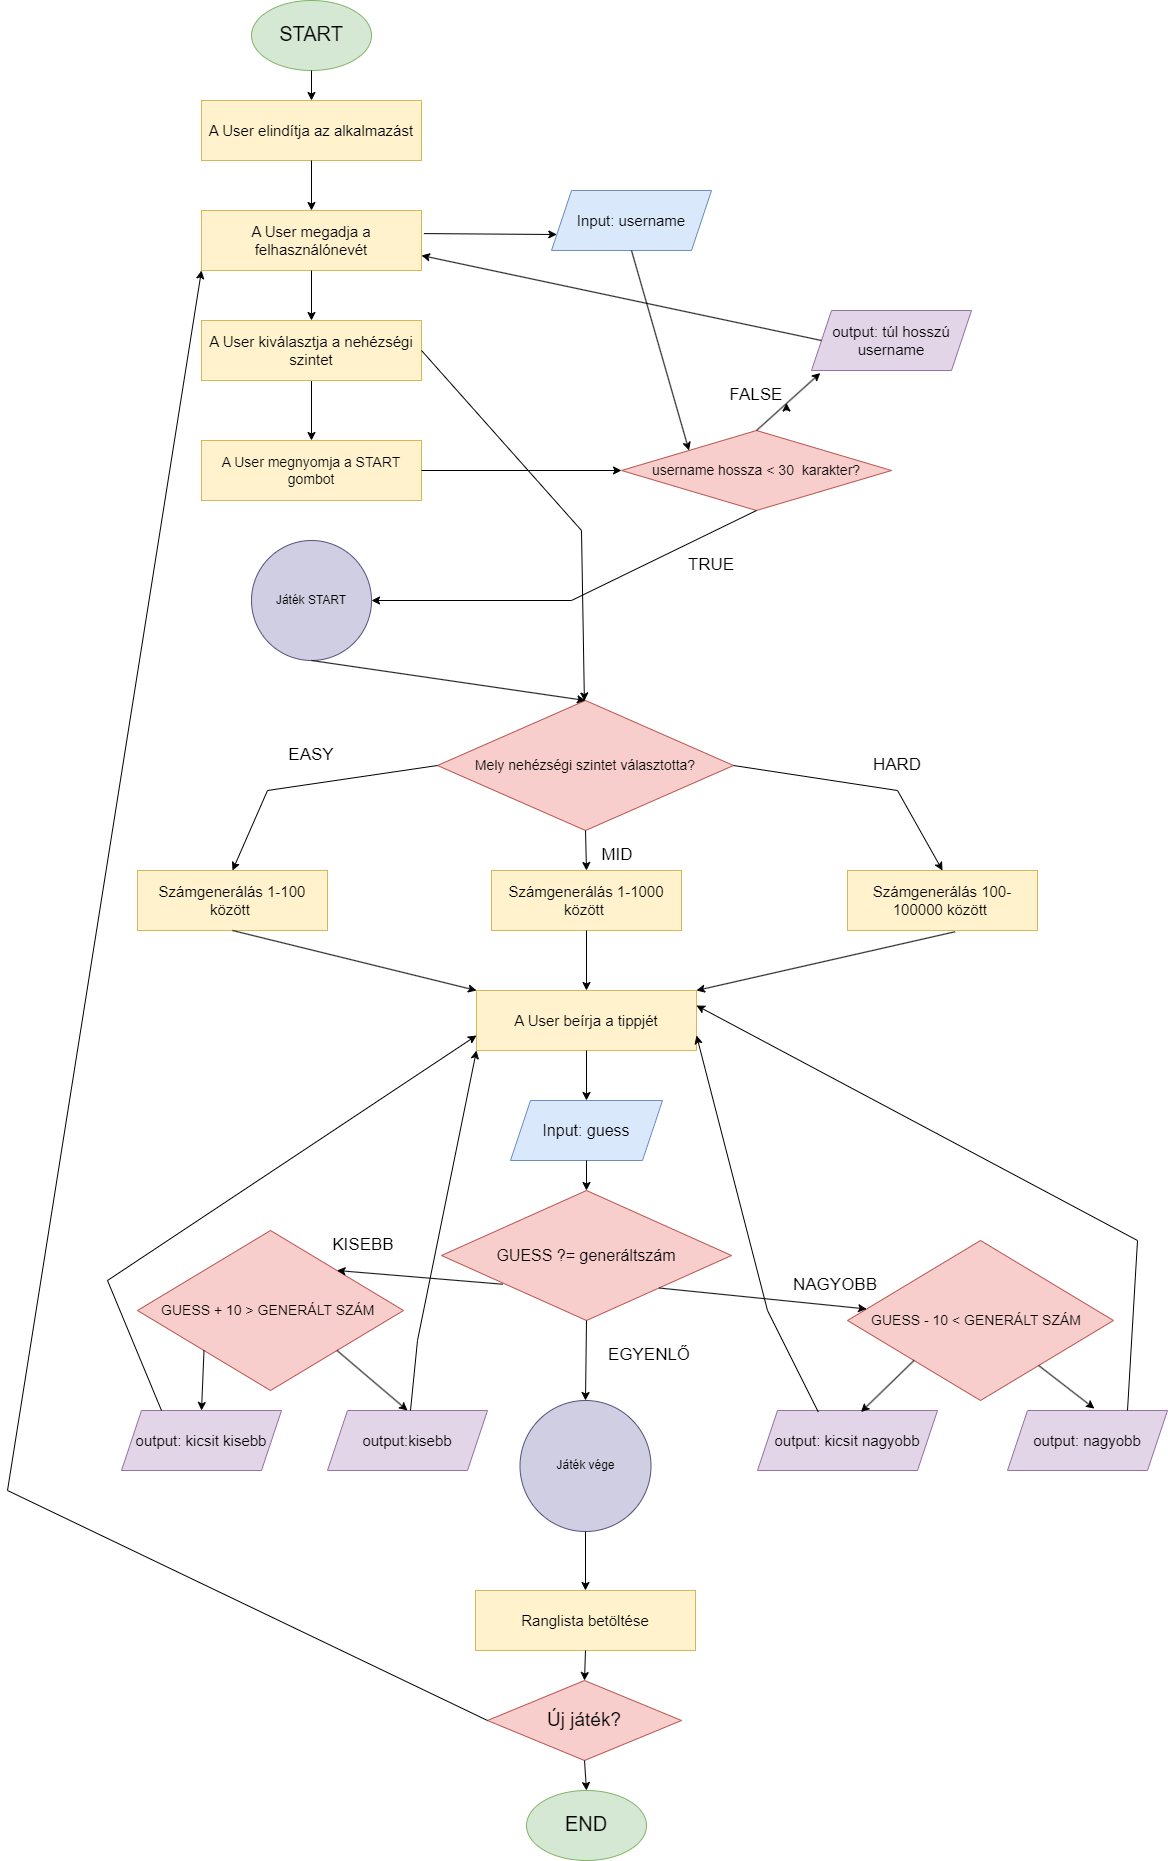 START
A User elindítja az alkalmazást
A User megadja a
felhasználónevét
Input: username
A User kiválasztja a nehézségi
szintet
output: túl hosszú
username
FALSE
A User megnyomja a START
gombot
username hossza < 30 karakter?
TRUE
Játék START
Mely nehézségi szintet választotta?
EASY
HARD
MID
Számgenerálás 1-100
között
Számgenerálás 1-1000
között
Számgenerálás 100-
100000 között
A User beírja a tippjét
Input: guess
GUESS ?= generáltszám
KISEBB
NAGYOBB
GUESS + 10 > GENERÁLT SZÁM
GUESS - 10 < GENERÁLT SZÁM
EGYENLŐ
output: kicsit kisebb
output:kisebb
output: kicsit nagyobb
output: nagyobb
Játék vége
Ranglista betöltése
Új játék?
END